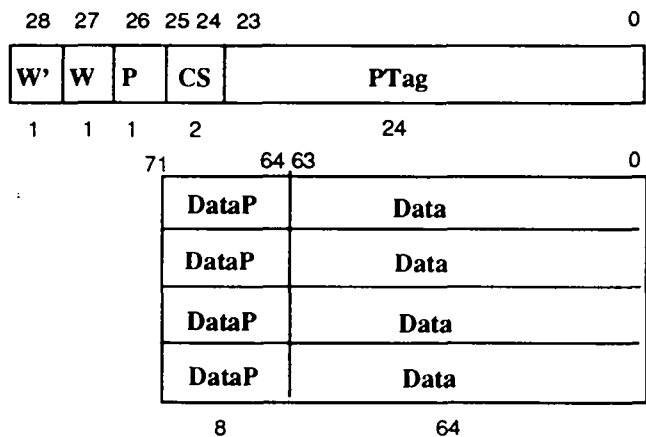 28 27 26 25 24 23 0
W' W P CS PTag
1 1 1 2 24
71 64 63 0
DataP Data
DataP Data
DataP Data
DataP Data
8 64